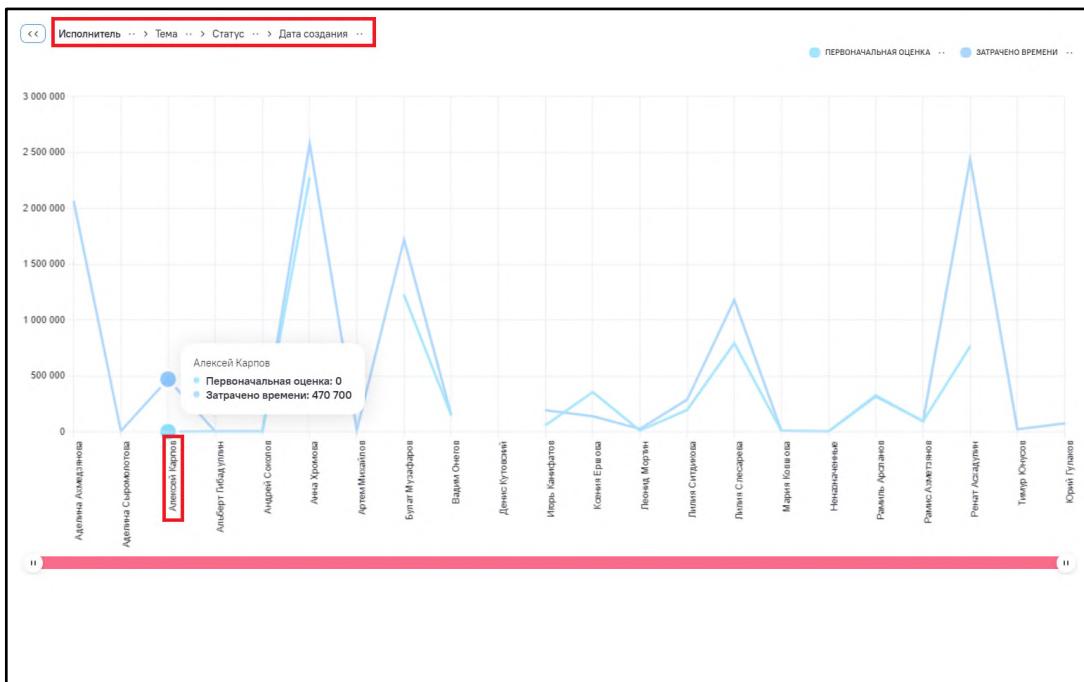 << Исполнитель ·· > Тема ·· > Статус ·· > Дата создания ··
ПЕРВОНАЧАЛЬНАЯ ОЦЕНКА ·· ЗАТРАЧЕНО ВРЕМЕНИ ··
3 000 000
2 500 000
2 000 000
1 500 000
1 000 000
500 000
0
Алексей Карпов
Первоначальная оценка: 0
Затрачено времени: 470 700
Аделина Ахмедзянова
Аделина Сыромолотова
Алексей Карпов
Альберт Гибадуллин
Андрей Соколов
Анна Хромова
Артем Михайлов
Булат Музафаров
Вадим Онегов
Денис Кутовский
Игорь Канифатов
Ксения Ершова
Леонид Мортин
Лилия Ситдикова
Лилия Слесарева
Мария Ковшова
Неназначенные
Рамиль Арсланов
Рамис Ахметзянов
Ренат Асхадулин
Тимур Юнусов
Юрий Гулаков